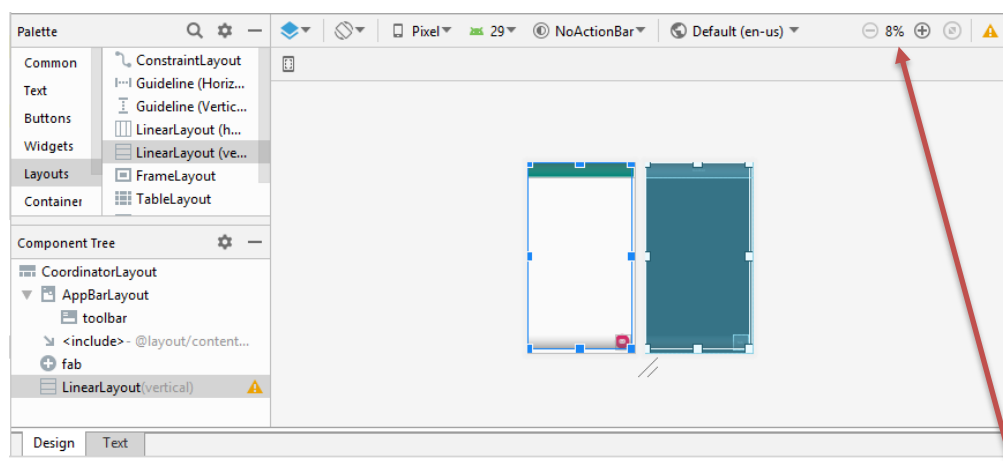 Palette
Pixel
29
NoActionBar
Default (en-us)
8%
Common
Text
Buttons
Widgets
Layouts
Container
ConstraintLayout
Guideline (Horiz...
Guideline (Vertic...
LinearLayout (h...
LinearLayout (ve...
FrameLayout
TableLayout
Component Tree
CoordinatorLayout
AppBarLayout
toolbar
<include> - @layout/content...
fab
LinearLayout(vertical)
Design
Text